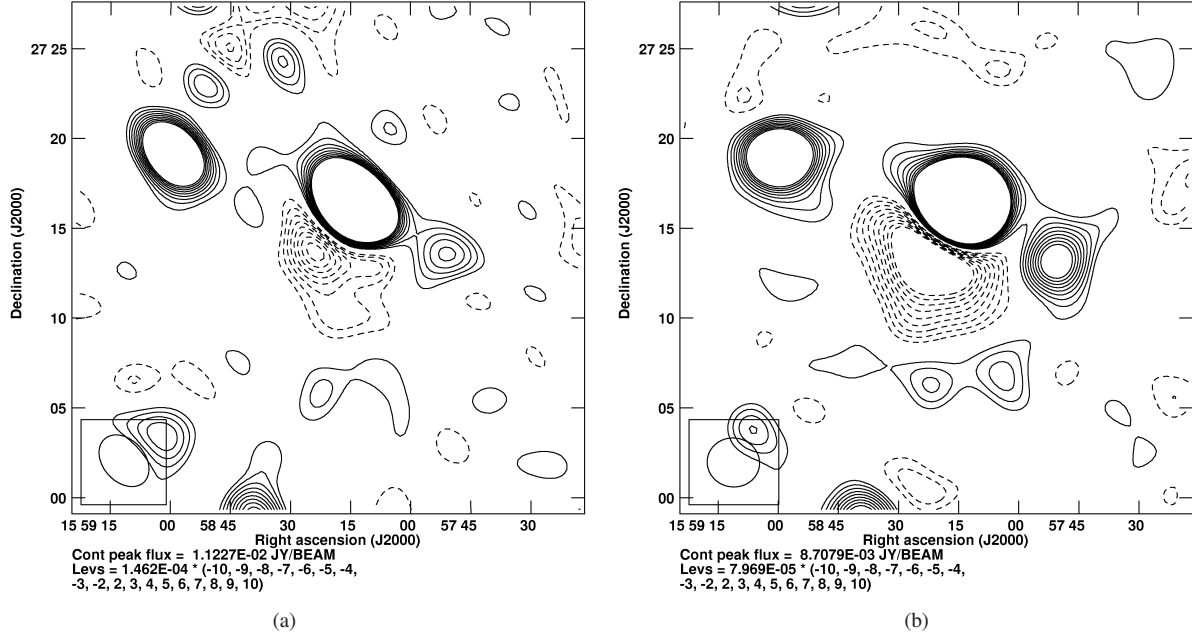 27 25
20
15
10
05
00
Declination (J2000)
15 59 15 00 58 45 30 15 00 57 45 30
Right ascension (J2000)
Cont peak flux = 1.1227E-02 JY/BEAM
Levs = 1.462E-04 * (-10, -9, -8, -7, -6, -5, -4,
-3, -2, 2, 3, 4, 5, 6, 7, 8, 9, 10)
(a)
27 25
20
15
10
05
00
Declination (J2000)
15 59 15 00 58 45 30 15 00 57 45 30
Right ascension (J2000)
Cont peak flux = 8.7079E-03 JY/BEAM
Levs = 7.969E-05 * (-10, -9, -8, -7, -6, -5, -4,
-3, -2, 2, 3, 4, 5, 6, 7, 8, 9, 10)
(b)